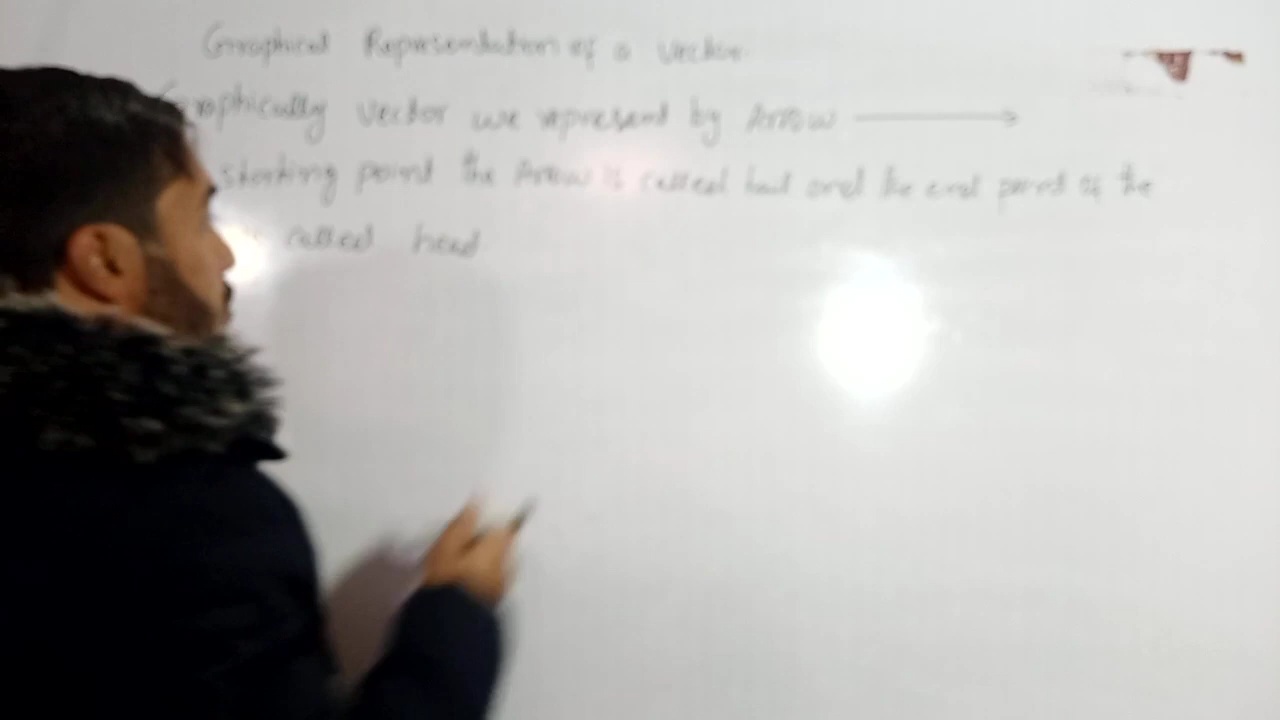 Graphical Representation of a vector
Graphically vector we represent by Arrow
starting point the Arrow is called tail and the end point of the
called head